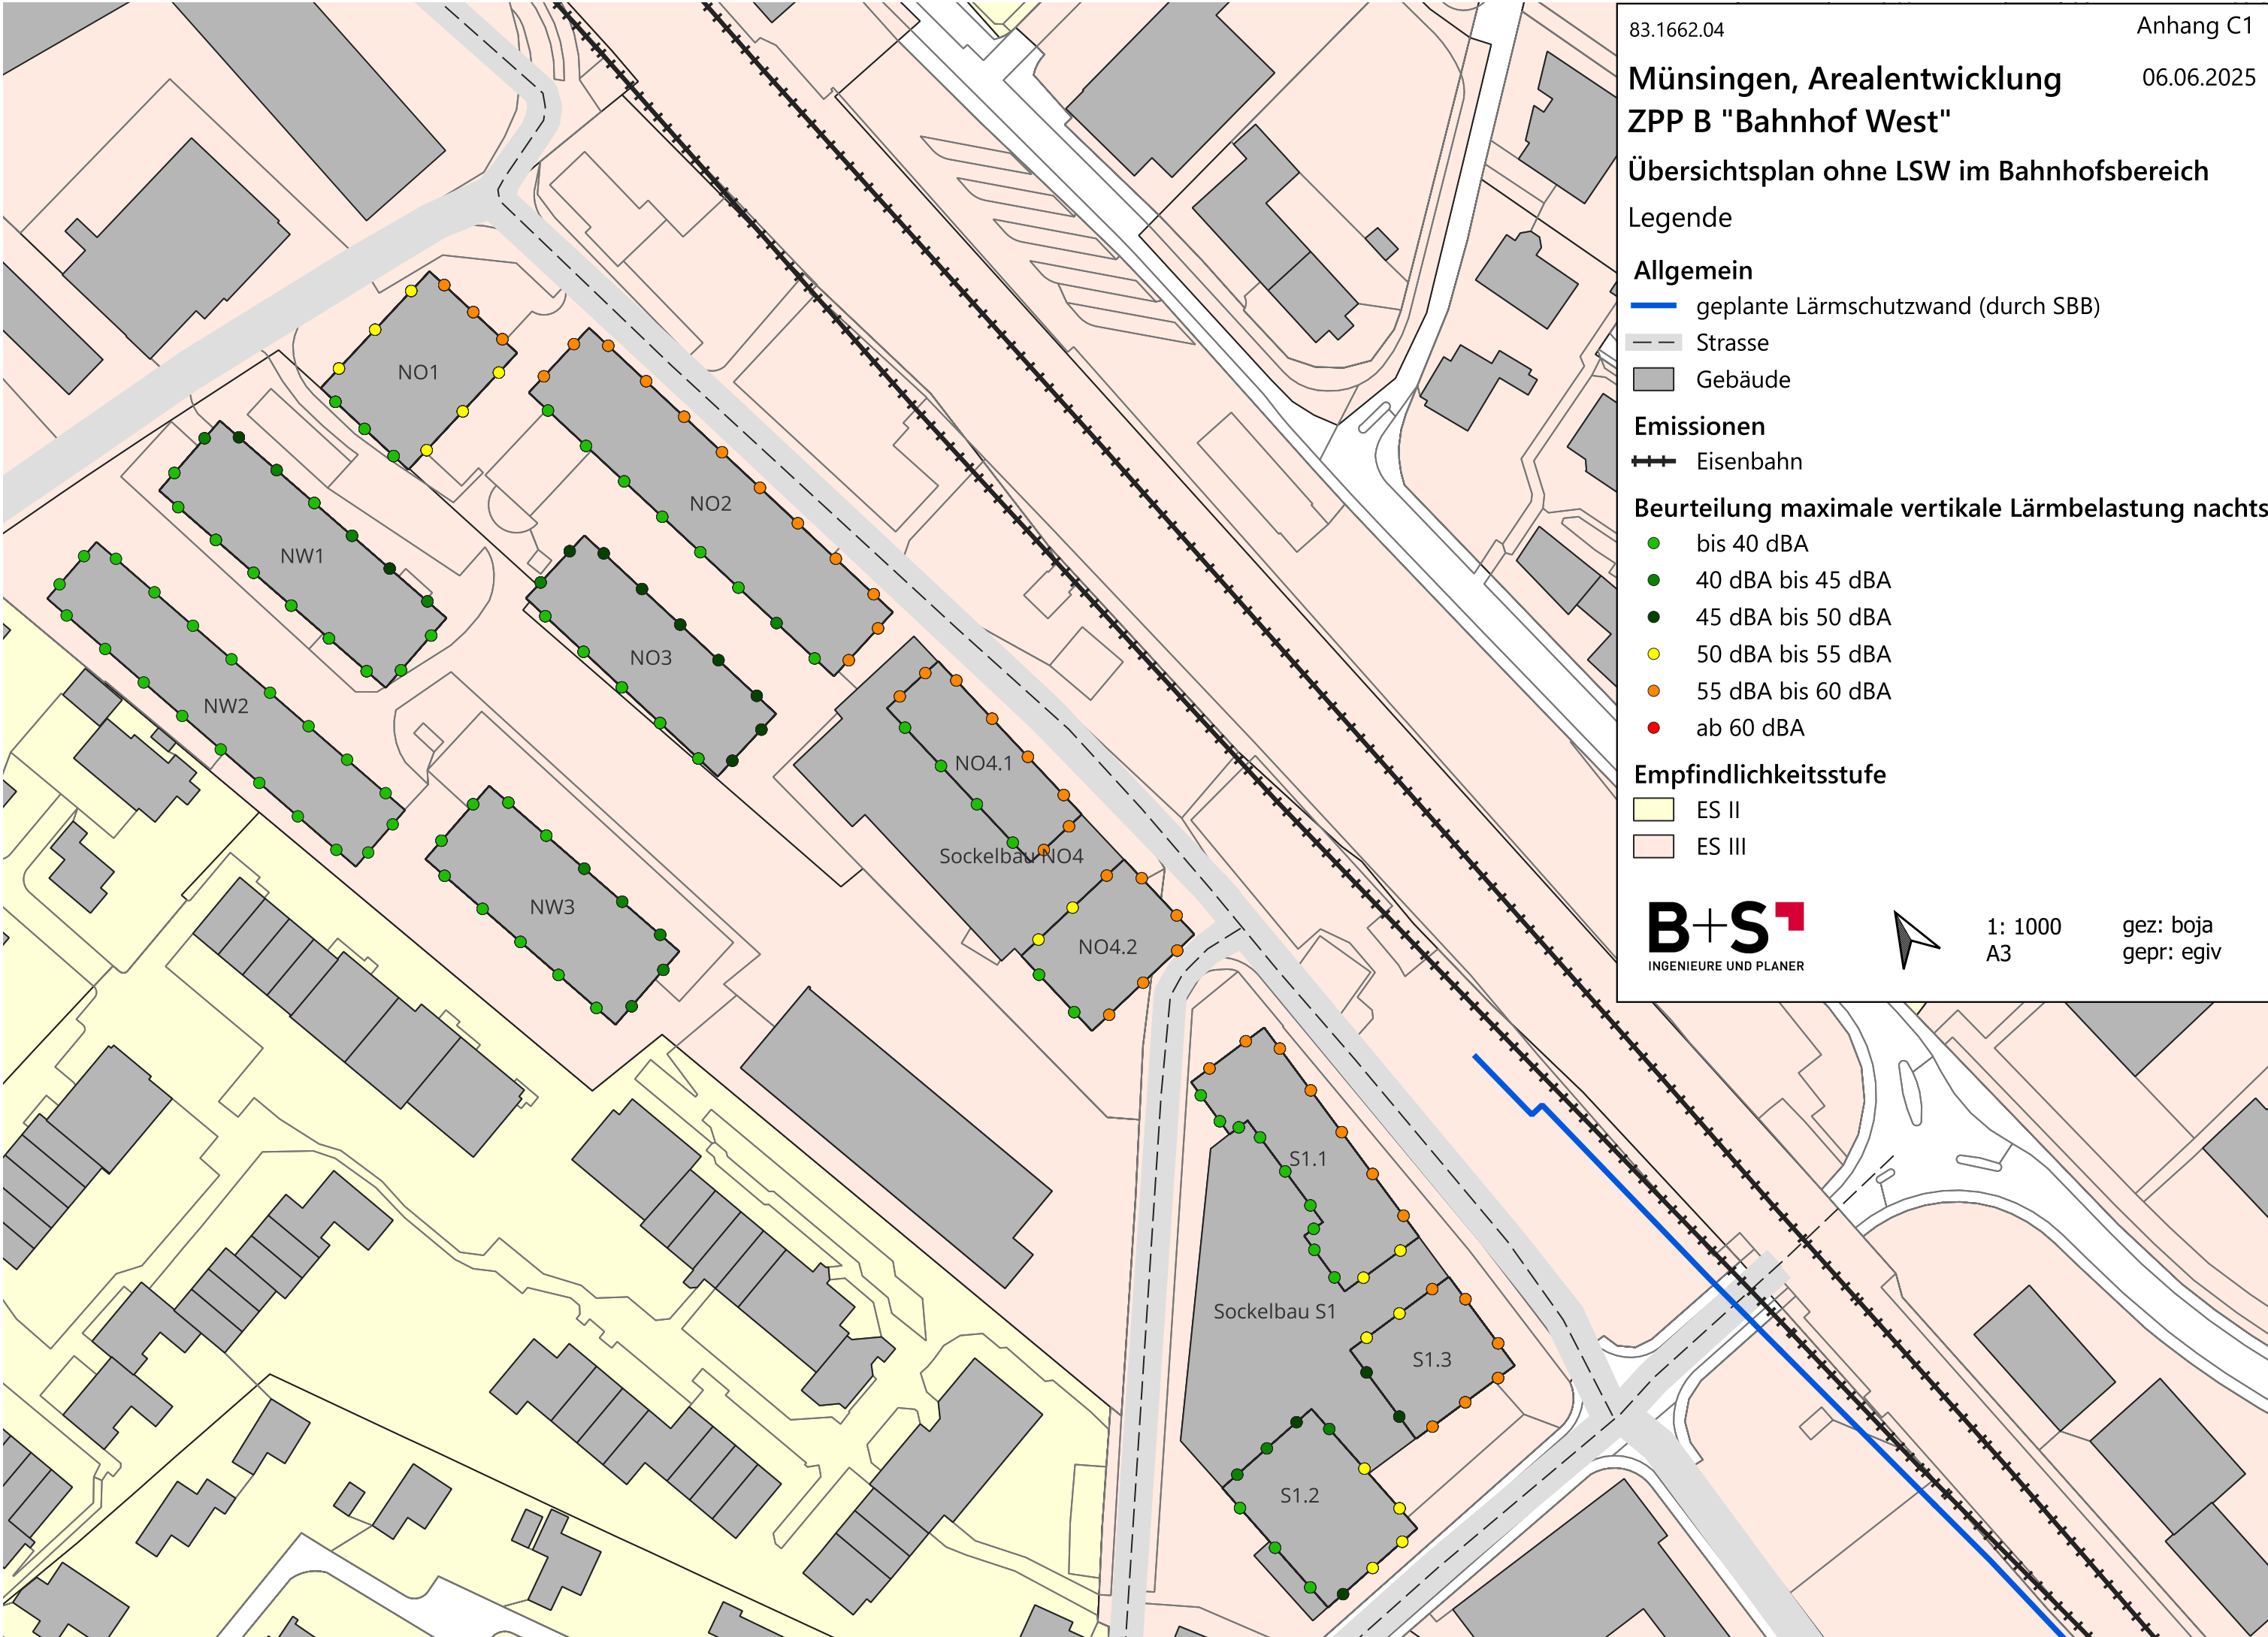 83.1662.04
Anhang C1
Münsingen, Arealentwicklung
06.06.2025
ZPP B "Bahnhof West"
Übersichtsplan ohne LSW im Bahnhofsbereich
Legende
Allgemein
geplante Lärmschutzwand (durch SBB)
Strasse
Gebäude
Emissionen
Eisenbahn
Beurteilung maximale vertikale Lärmbelastung nachts
bis 40 dBA
40 dBA bis 45 dBA
45 dBA bis 50 dBA
50 dBA bis 55 dBA
55 dBA bis 60 dBA
ab 60 dBA
Empfindlichkeitsstufe
ES II
ES III
B+S
INGENIEURE UND PLANER
1: 1000
A3
gez: boja
gepr: egiv
NO1
NO2
NW1
NO3
NW2
NO4.1
Sockelbau NO4
NW3
NO4.2
S1.1
Sockelbau S1
S1.3
S1.2